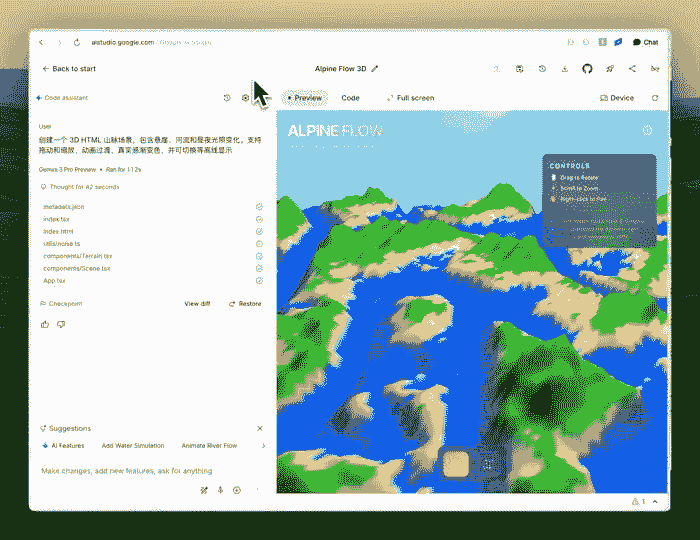 aistudio.google.com
Chat
Back to start
Alpine Flow 3D
Code assistant
Preview
Code
Full screen
Device
User
创建一个 3D HTML 山脉场景，包含悬崖、河流和昼夜光照变化，支持
拖动和缩放，动画过渡，真实感渐变色，并可切换等高线显示
Gemini 3 Pro Preview • Ran for 112s
Thought for 42 seconds
metadata.json
index.tsx
index.html
utils/noise.ts
components/Terrain.tsx
components/Scene.tsx
App.tsx
Checkpoint
View diff
Restore
ALPINE FLOW
CONTROLS
Drag to Rotate
Scroll to Zoom
Right-click to Pan
Suggestions
AI Features
Add Water Simulation
Animate River Flow
Make changes, add new features, ask for anything
1